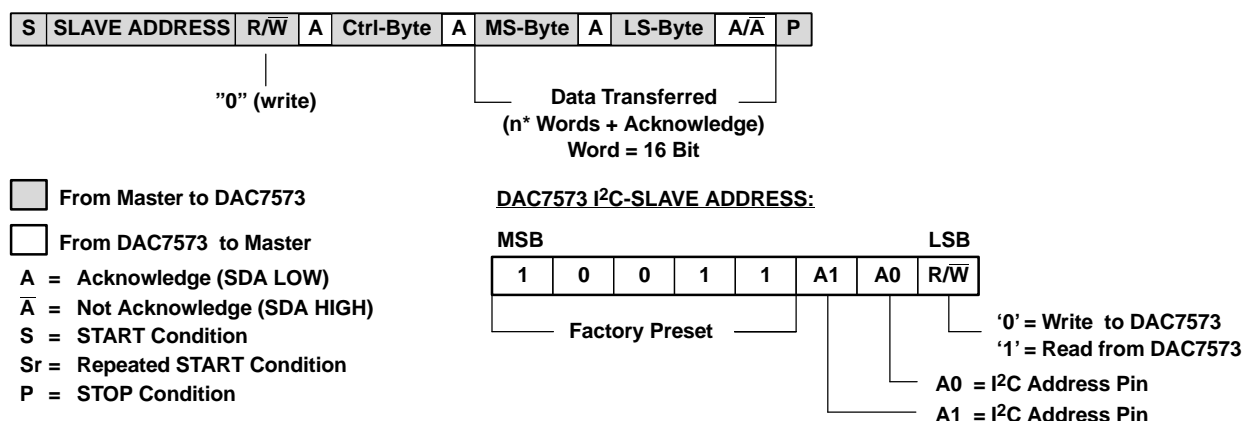 S SLAVE ADDRESS R/W̅ A Ctrl-Byte A MS-Byte A LS-Byte A/A̅ P
”0” (write)
Data Transferred
(n* Words + Acknowledge)
Word = 16 Bit
From Master to DAC7573
From DAC7573 to Master
A = Acknowledge (SDA LOW)
A̅ = Not Acknowledge (SDA HIGH)
S = START Condition
Sr = Repeated START Condition
P = STOP Condition
DAC7573 I²C-SLAVE ADDRESS:
MSB LSB
1 0 0 1 1 A1 A0 R/W̅
Factory Preset
‘0’ = Write to DAC7573
‘1’ = Read from DAC7573
A0 = I²C Address Pin
A1 = I²C Address Pin